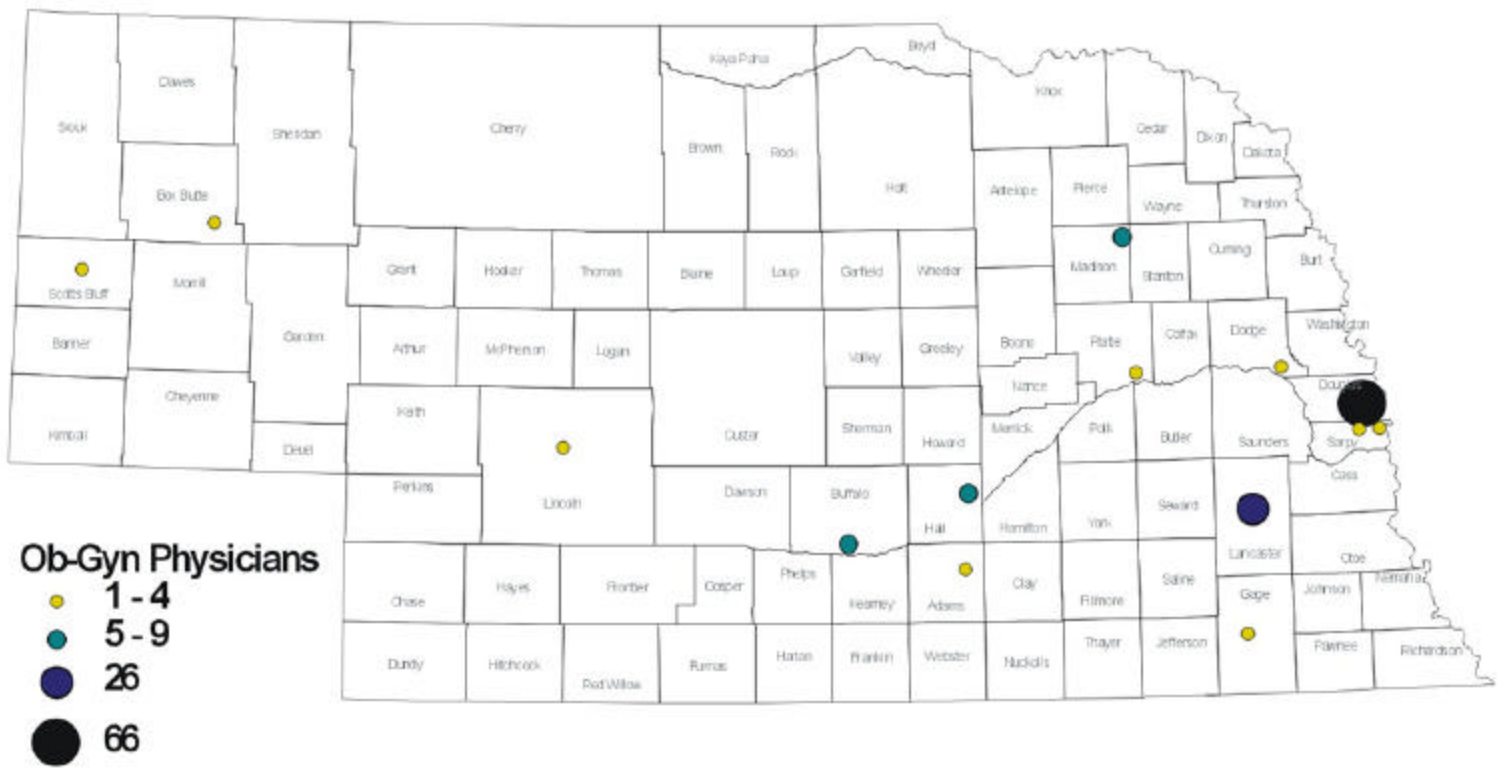 Boyd
Keya Paha
Knox
Dawes
Sioux
Sheridan
Cherry
Cedar
Dixon
Dakota
Brown
Rock
Holt
Antelope
Pierce
Box Butte
Wayne
Thurston
Scotts Bluff
Morrill
Grant
Hooker
Thomas
Blaine
Loup
Garfield
Wheeler
Madison
Stanton
Cuming
Burt
Banner
Garden
Arthur
McPherson
Logan
Valley
Greeley
Boone
Platte
Colfax
Dodge
Washington
Kimball
Cheyenne
Deuel
Keith
Custer
Sherman
Howard
Nance
Merrick
Polk
Butler
Saunders
Douglas
Sarpy
Cass
Perkins
Lincoln
Dawson
Buffalo
Hall
Hamilton
York
Seward
Lancaster
Otoe
Chase
Hayes
Frontier
Gosper
Phelps
Kearney
Adams
Clay
Fillmore
Saline
Gage
Johnson
Nemaha
Dundy
Hitchcock
Red Willow
Furnas
Harlan
Franklin
Webster
Nuckolls
Thayer
Jefferson
Pawnee
Richardson
Ob-Gyn Physicians
1 - 4
5 - 9
26
66